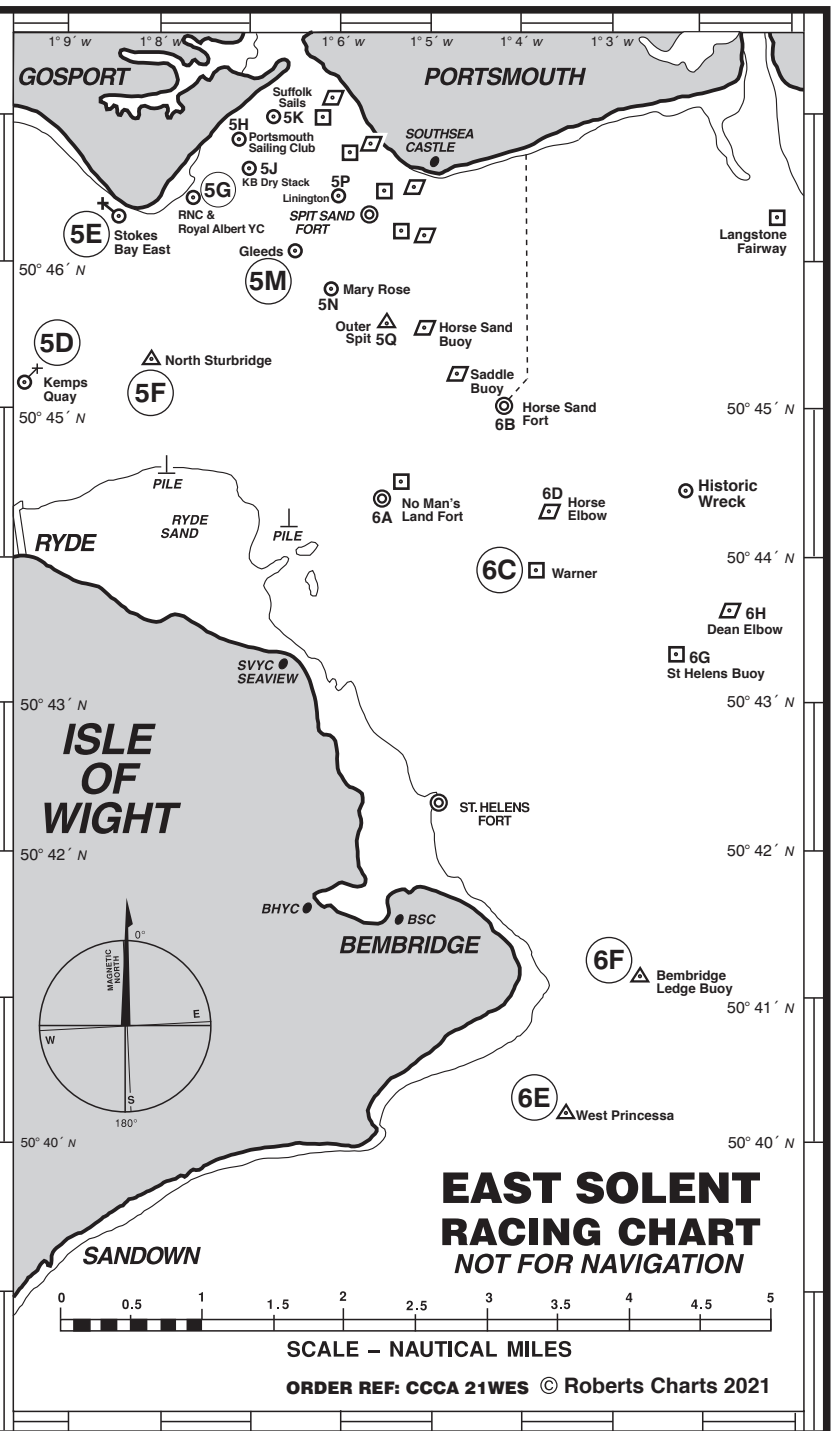 1° 9´ W
1° 8´ W
1° 6´ W
1° 5´ W
1° 4´ W
1° 3´ W
GOSPORT
PORTSMOUTH
Suffolk
Sails
5K
5H
Portsmouth
Sailing Club
SOUTHSEA
CASTLE
5J
KB Dry Stack
5G
5P
Linington
RNC &
Royal Albert YC
SPIT SAND
FORT
5E
Stokes
Bay East
Langstone
Fairway
Gleeds
5M
50° 46´ N
Mary Rose
5N
Outer
Spit 5Q
Horse Sand
Buoy
5D
Kemps
Quay
North Sturbridge
5F
Saddle
Buoy
50° 45´ N
6B
Horse Sand
Fort
50° 45´ N
PILE
RYDE
SAND
PILE
RYDE
6A
No Man's
Land Fort
6D
Horse
Elbow
Historic
Wreck
50° 44´ N
6C
Warner
6H
Dean Elbow
6G
St Helens Buoy
SVYC
SEAVIEW
50° 43´ N
50° 43´ N
ISLE
OF
WIGHT
ST. HELENS
FORT
50° 42´ N
50° 42´ N
BHYC
BSC
BEMBRIDGE
0°
MAGNETIC
NORTH
E
W
S
180°
6F
Bembridge
Ledge Buoy
50° 41´ N
6E
West Princessa
50° 40´ N
50° 40´ N
EAST SOLENT
RACING CHART
NOT FOR NAVIGATION
SANDOWN
0 0.5 1 1.5 2 2.5 3 3.5 4 4.5 5
SCALE – NAUTICAL MILES
ORDER REF: CCCA 21WES © Roberts Charts 2021